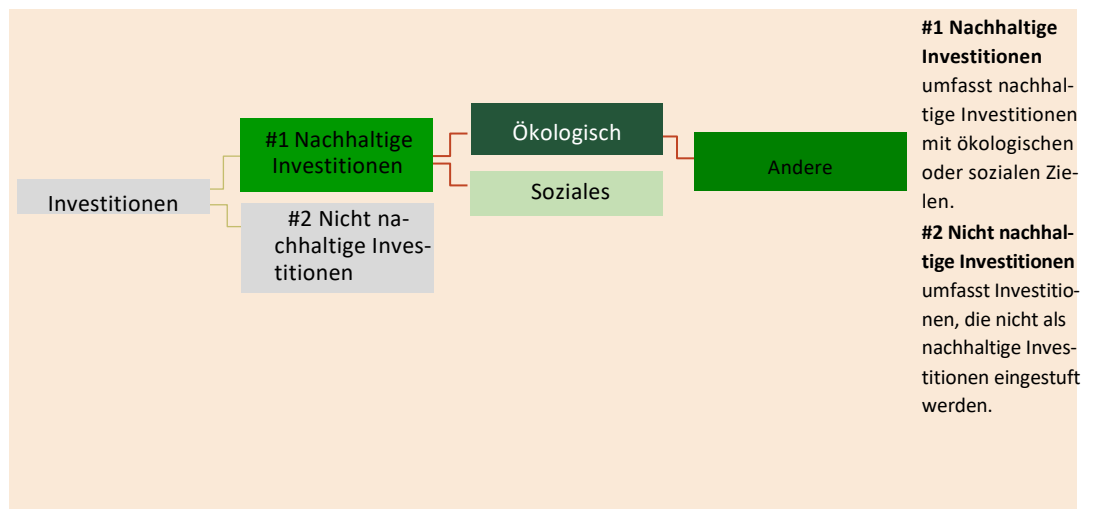 Investitionen
#1 Nachhaltige
Investitionen
#2 Nicht na-
chhaltige Inves-
titionen
Ökologisch
Soziales
Andere
#1 Nachhaltige
Investitionen
umfasst nachhal-
tige Investitionen
mit ökologischen
oder sozialen Zie-
len.
#2 Nicht nachhal-
tige Investitionen
umfasst Investitio-
nen, die nicht als
nachhaltige Inves-
titionen eingestuft
werden.